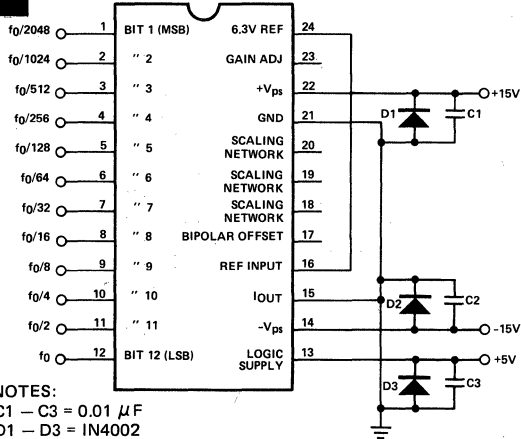 f0/2048 1 BIT 1 (MSB) 6.3V REF 24
f0/1024 2 " 2 GAIN ADJ 23
f0/512 3 " 3 +Vps 22 +15V
D1 C1
f0/256 4 " 4 GND 21
f0/128 5 " 5 SCALING NETWORK 20
f0/64 6 " 6 SCALING NETWORK 19
f0/32 7 " 7 SCALING NETWORK 18
f0/16 8 " 8 BIPOLAR OFFSET 17
f0/8 9 " 9 REF INPUT 16
f0/4 10 " 10 IOUT 15
D2 C2
f0/2 11 " 11 -Vps 14 -15V
f0 12 BIT 12 (LSB) LOGIC SUPPLY 13 +5V
D3 C3
NOTES:
C1 – C3 = 0.01 μF
D1 – D3 = IN4002